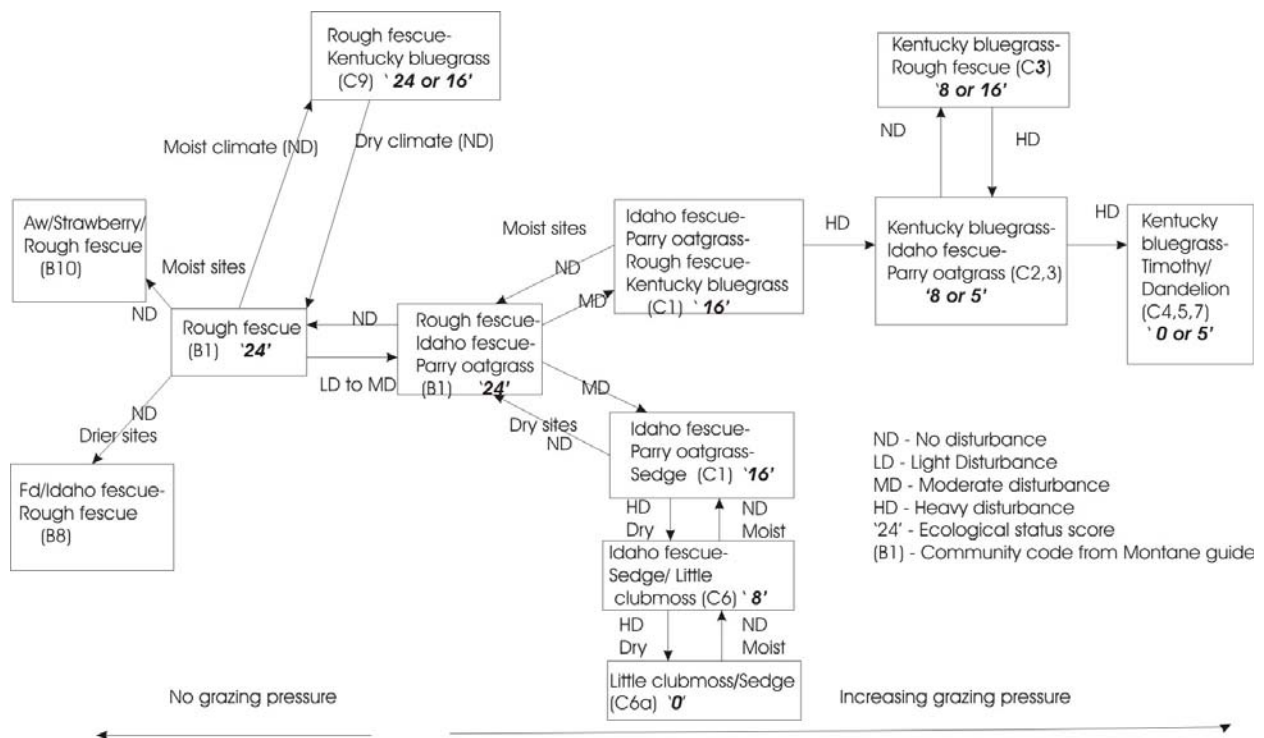 Rough fescue-
Kentucky bluegrass
(C9) ‘24 or 16’
Kentucky bluegrass-
Rough fescue (C3)
‘8 or 16’
Moist climate (ND)
Dry climate (ND)
ND
HD
Aw/Strawberry/
Rough fescue
(B10)
Moist sites
ND
Moist sites
ND
MD
Idaho fescue-
Parry oatgrass-
Rough fescue-
Kentucky bluegrass
(C1) ‘16’
HD
Kentucky bluegrass-
Idaho fescue-
Parry oatgrass (C2,3)
‘8 or 5’
HD
Kentucky
bluegrass-
Timothy/
Dandelion
(C4,5,7)
‘0 or 5’
Rough fescue
(B1) ‘24’
ND
LD to MD
Rough fescue-
Idaho fescue-
Parry oatgrass
(B1) ‘24’
MD
Dry sites
ND
ND
Drier sites
Fd/Idaho fescue-
Rough fescue
(B8)
Idaho fescue-
Parry oatgrass-
Sedge (C1) ‘16’
HD
Dry
ND
Moist
Idaho fescue-
Sedge/ Little
clubmoss (C6) ‘8’
HD
Dry
ND
Moist
Little clubmoss/Sedge
(C6a) ‘0’
ND - No disturbance
LD - Light Disturbance
MD - Moderate disturbance
HD - Heavy disturbance
‘24’ - Ecological status score
(B1) - Community code from Montane guide
No grazing pressure
Increasing grazing pressure